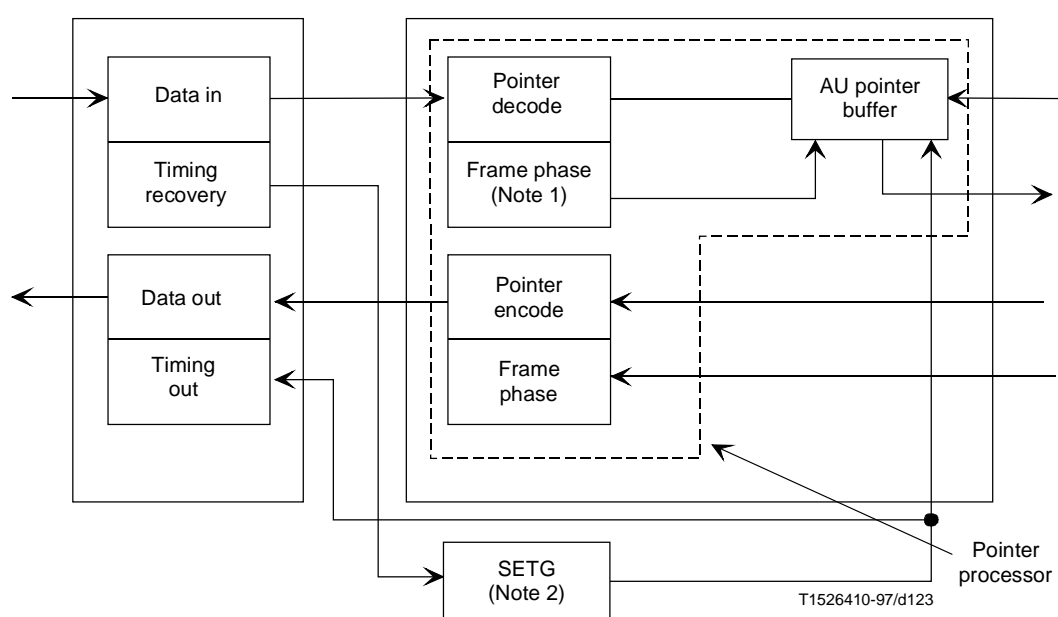 Data in
Timing
recovery
Pointer
decode
Frame phase
(Note 1)
AU pointer
buffer
Data out
Timing
out
Pointer
encode
Frame
phase
SETG
(Note 2)
Pointer
processor
T1526410-97/d123